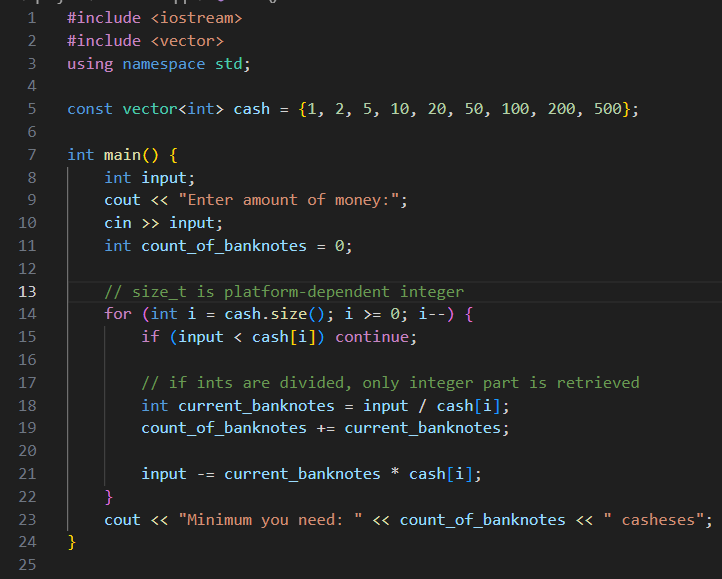 1 #include <iostream>
2 #include <vector>
3 using namespace std;
4
5 const vector<int> cash = {1, 2, 5, 10, 20, 50, 100, 200, 500};
6
7 int main() {
8     int input;
9     cout << "Enter amount of money:";
10     cin >> input;
11     int count_of_banknotes = 0;
12
13     // size_t is platform-dependent integer
14     for (int i = cash.size(); i >= 0; i--) {
15         if (input < cash[i]) continue;
16
17         // if ints are divided, only integer part is retrieved
18         int current_banknotes = input / cash[i];
19         count_of_banknotes += current_banknotes;
20
21         input -= current_banknotes * cash[i];
22     }
23     cout << "Minimum you need: " << count_of_banknotes << " casheses";
24 }
25